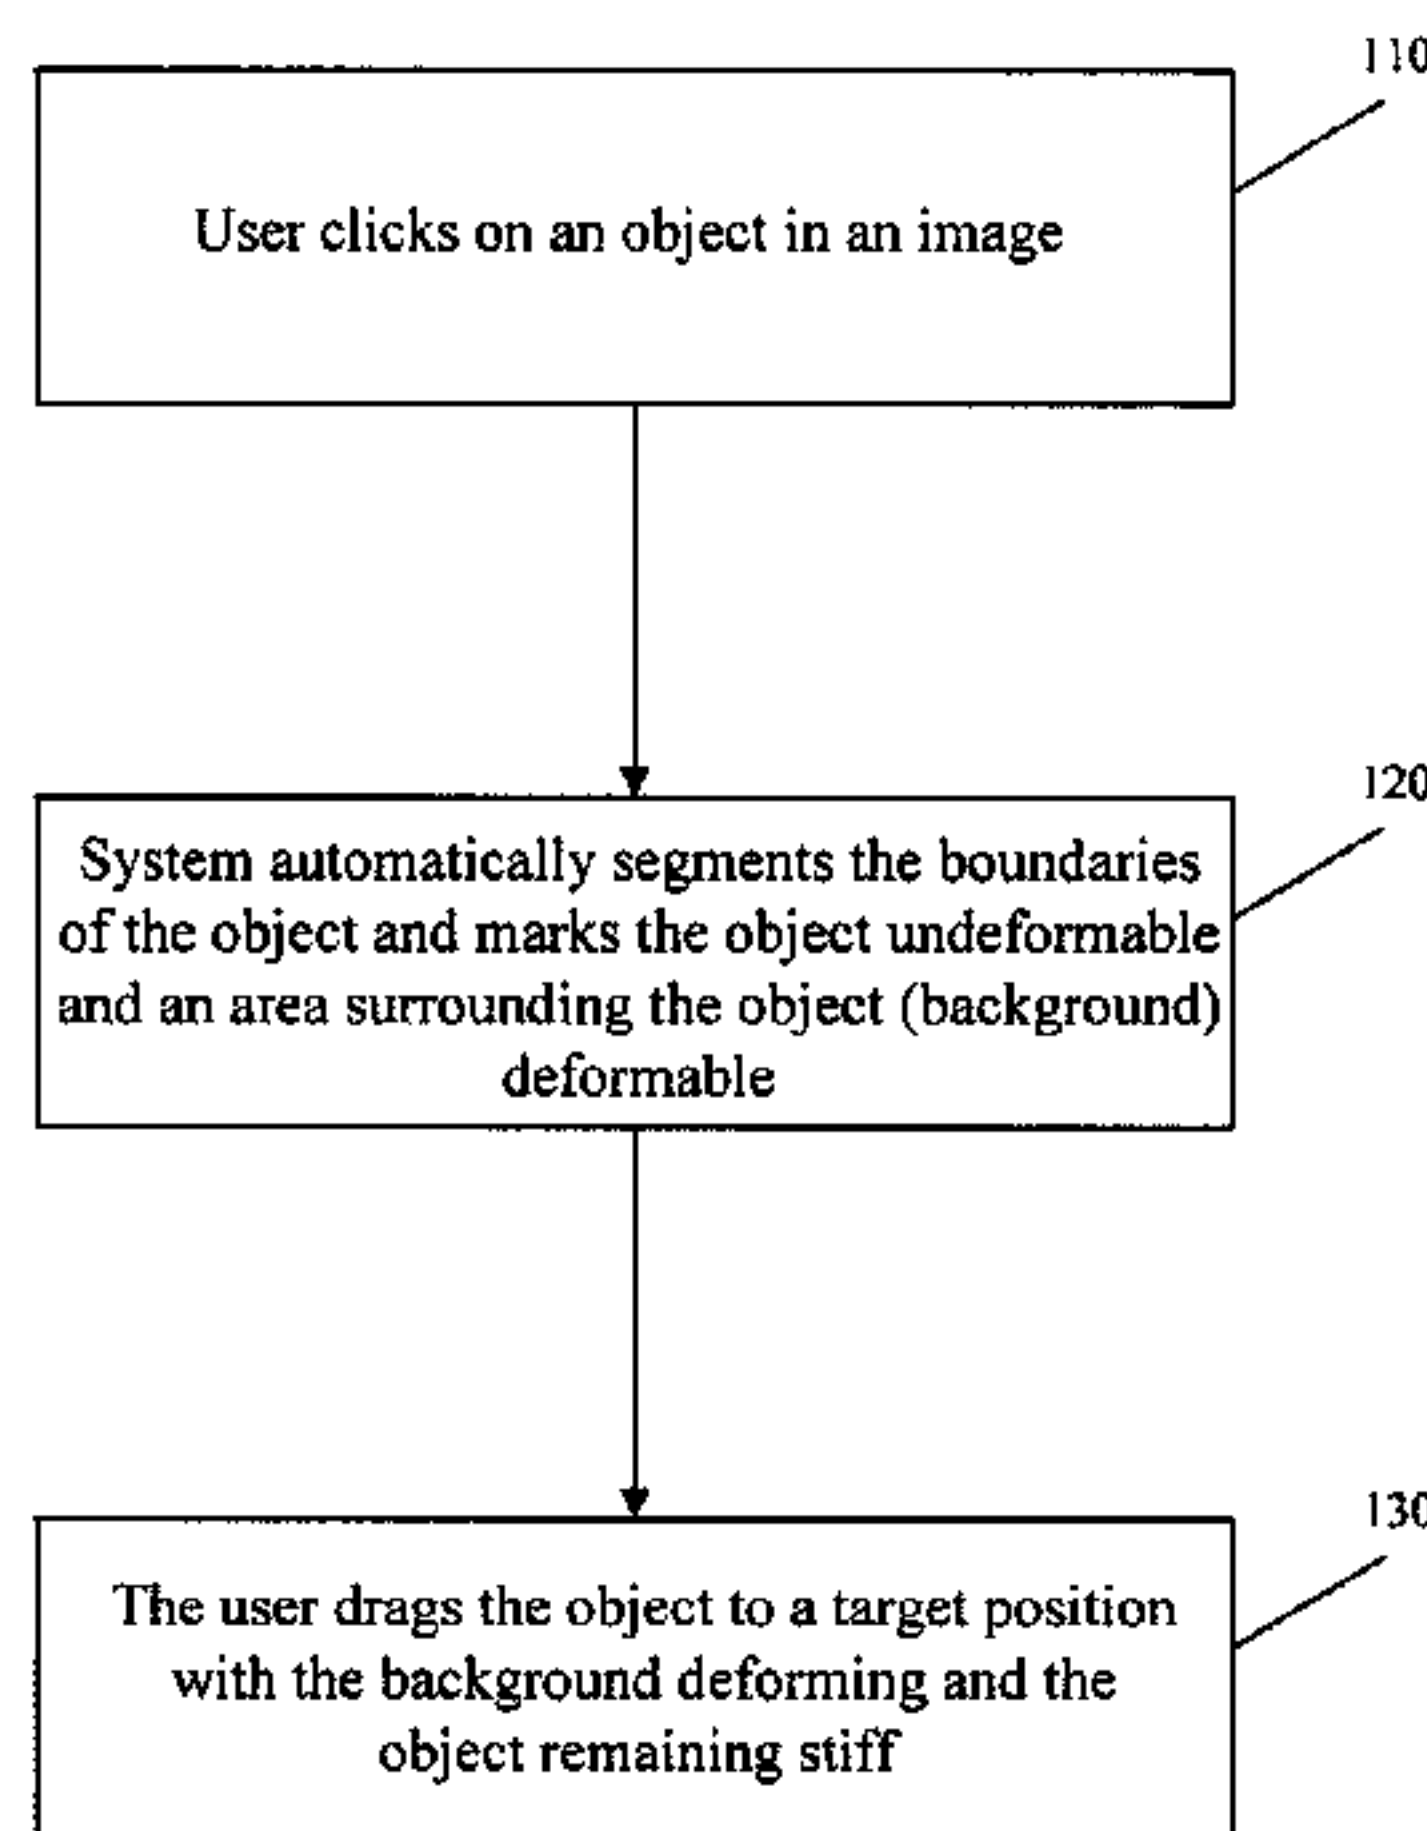 110
User clicks on an object in an image
120
System automatically segments the boundaries
of the object and marks the object undeformable
and an area surrounding the object (background)
deformable
130
The user drags the object to a target position
with the background deforming and the
object remaining stiff